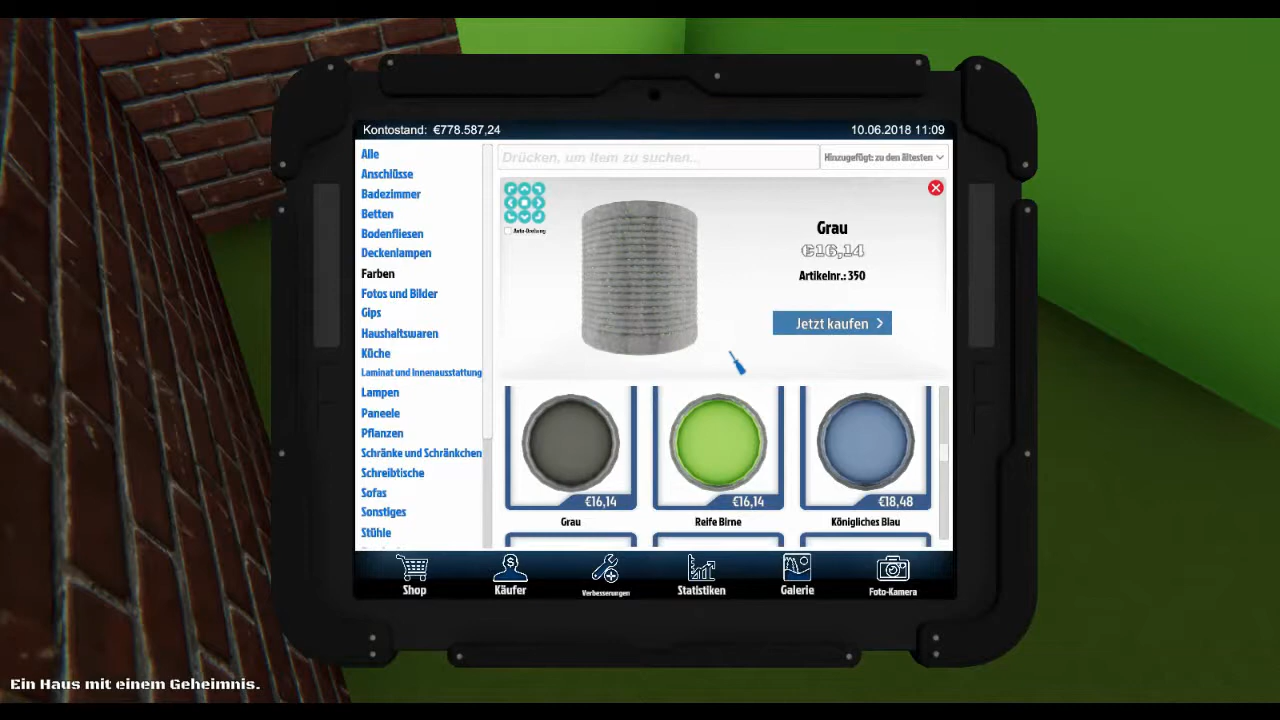 Kontostand: €778.587,24
10.06.2018 11:09
Alle
Anschlüsse
Badezimmer
Betten
Bodenfliesen
Deckenlampen
Farben
Fotos und Bilder
Gips
Haushaltswaren
Küche
Laminat und Innenausstattung
Lampen
Paneele
Pflanzen
Schränke und Schränkchen
Schreibtische
Sofas
Sonstiges
Stühle
Drücken, um Item zu suchen...
Hinzugefügt: zu den ältesten
Auto-Drehung
Grau
€16,14
Artikelnr.: 350
Jetzt kaufen
€16,14
€16,14
€18,48
Grau
Reife Birne
Königliches Blau
Shop
Käufer
Verbesserungen
Statistiken
Galerie
Foto-Kamera
Ein Haus mit einem Geheimnis.